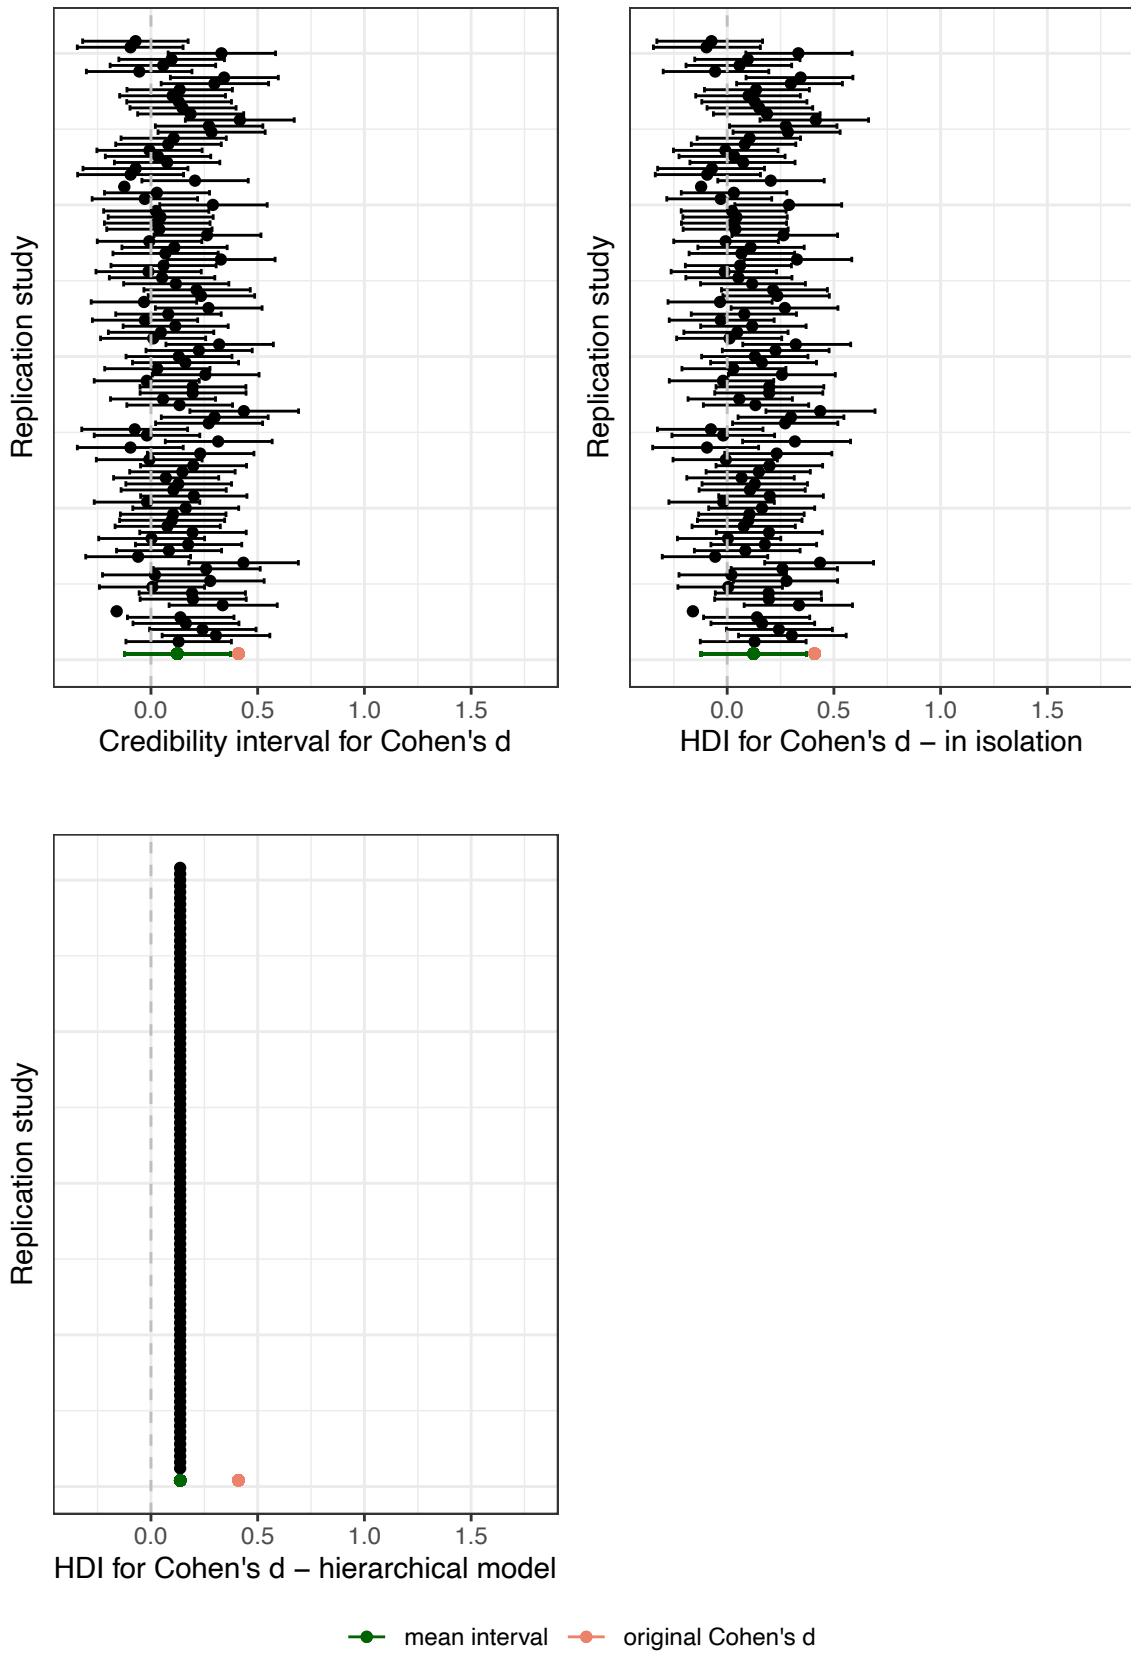 Replication study
0.0 0.5 1.0 1.5
Credibility interval for Cohen's d
Replication study
0.0 0.5 1.0 1.5
HDI for Cohen's d – in isolation
Replication study
0.0 0.5 1.0 1.5
HDI for Cohen's d – hierarchical model
mean interval original Cohen's d